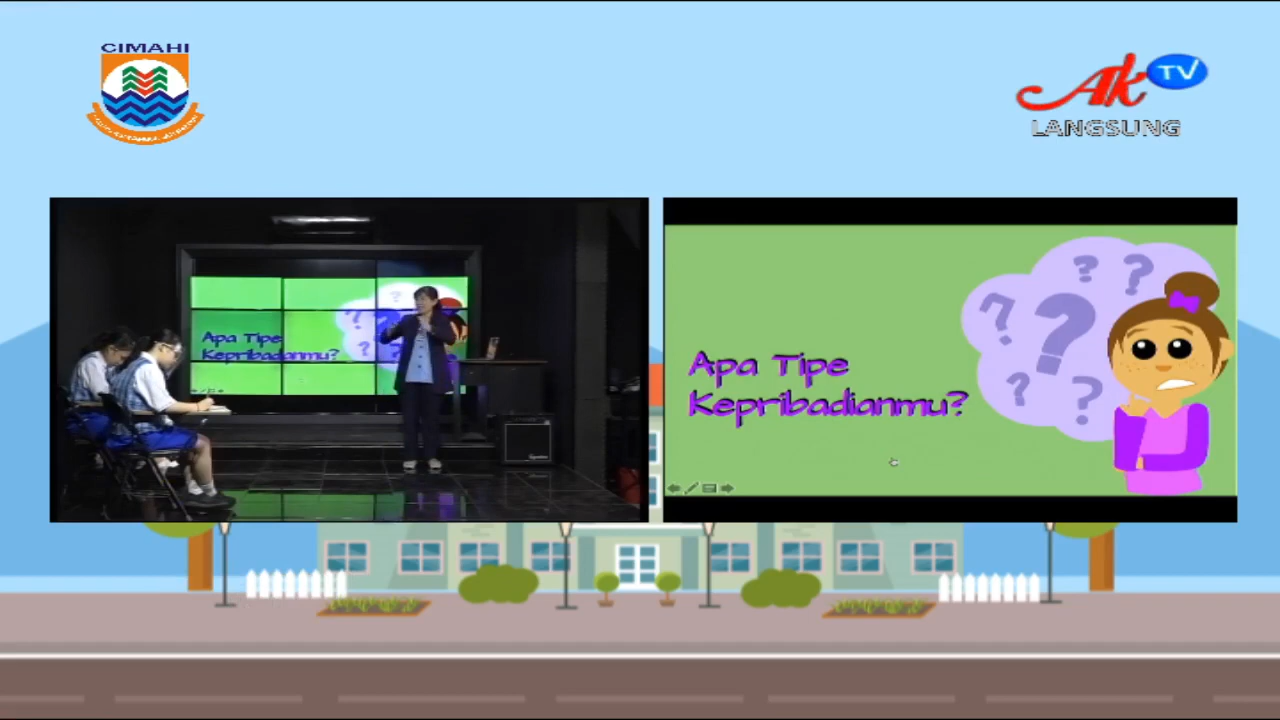 CIMAHI
Ak TV
LANGSUNG
Apa Tipe
Kepribadianmu?
Apa Tipe
Kepribadianmu?